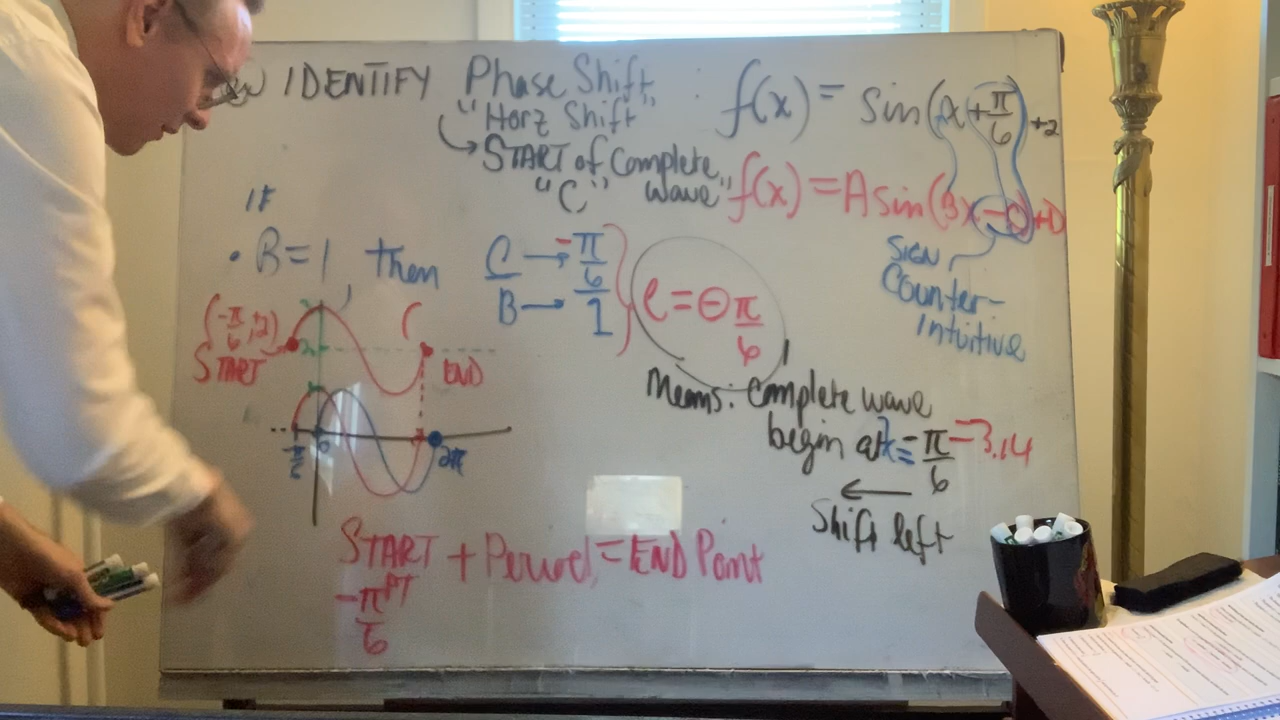 IDENTIFY Phase Shift : f(x) = Sin(x + π/6) +2
"Horz Shift"
START of Complete wave"
"C"
f(x) = A sin(Bx - C) + D
SIGN
Counter-
intuitive
IF
• B = 1, then
C → -π/6
B → 1
C = -π/6
(-π/6, 2)
START
END
-π/6
0
2π
Means: Complete wave
begin at x = -π/6
-3.14
← Shift left
START + Period = END Point
PT
-π/6